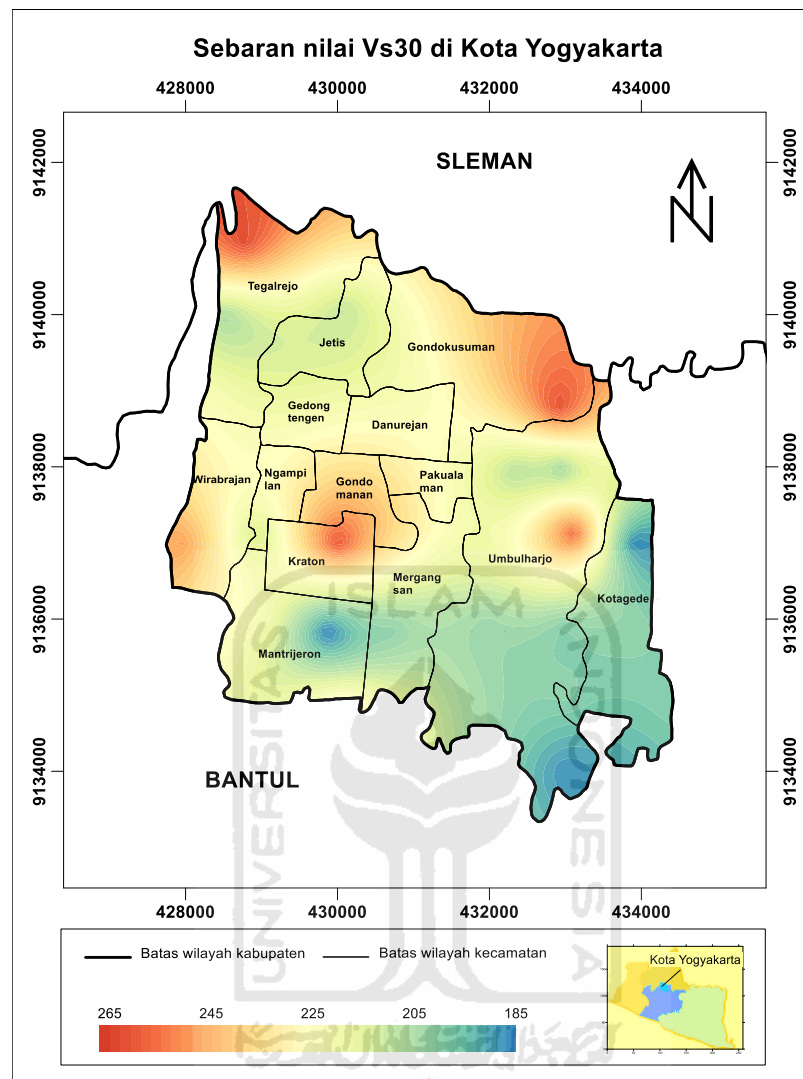 Sebaran nilai Vs30 di Kota Yogyakarta
428000 430000 432000 434000
9142000 9142000
SLEMAN
N
Tegalrejo
9140000 9140000
Jetis
Gondokusuman
Gedong
tengen
Danurejan
9138000 9138000
Wirabrajan
Ngampi
lan
Gondo
manan
Pakuala
man
Kraton
Umbulharjo
Mergang
san
Kotagede
9136000 9136000
Mantrijeron
9134000 9134000
BANTUL
ISLAM
UNIVERSITAS
INDONESIA
428000 430000 432000 434000
Batas wilayah kabupaten
Batas wilayah kecamatan
Kota Yogyakarta
265 245 225 205 185